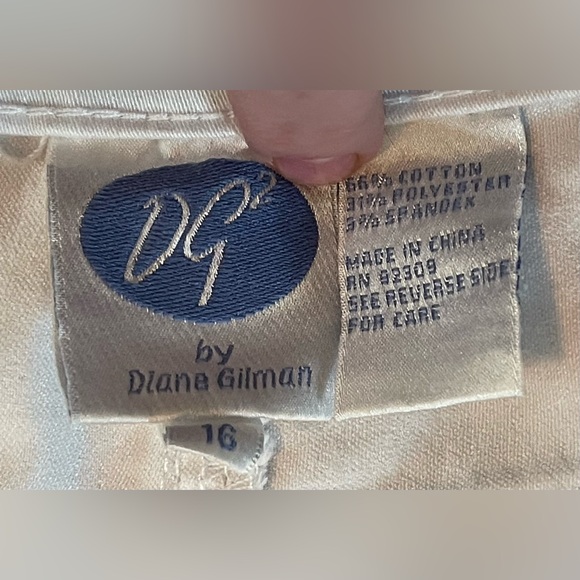 DG2
by
Diane Gilman
16
66% COTTON
31% POLYESTER
3% SPANDEX
MADE IN CHINA
RN 92909
SEE REVERSE SIDE
FOR CARE